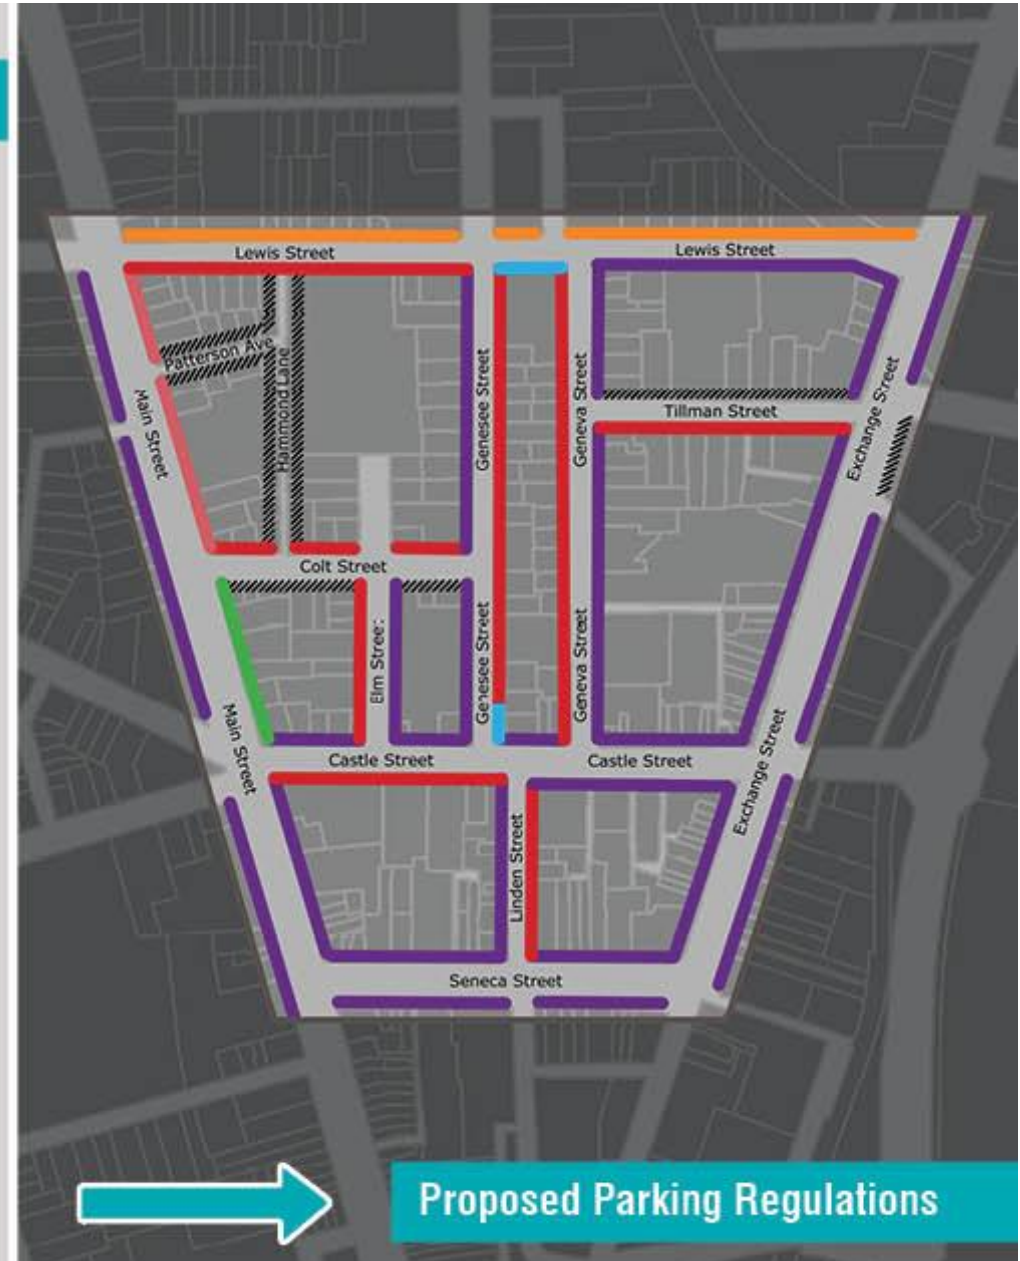 Lewis Street
Lewis Street
Patterson Ave
Hammond Lane
Main Street
Genesee Street
Geneva Street
Tillman Street
Exchange Street
Colt Street
Elm Stree:
Genesee Street
Geneva Street
Main Street
Castle Street
Castle Street
Exchange Street
Linden Street
Seneca Street
Proposed Parking Regulations